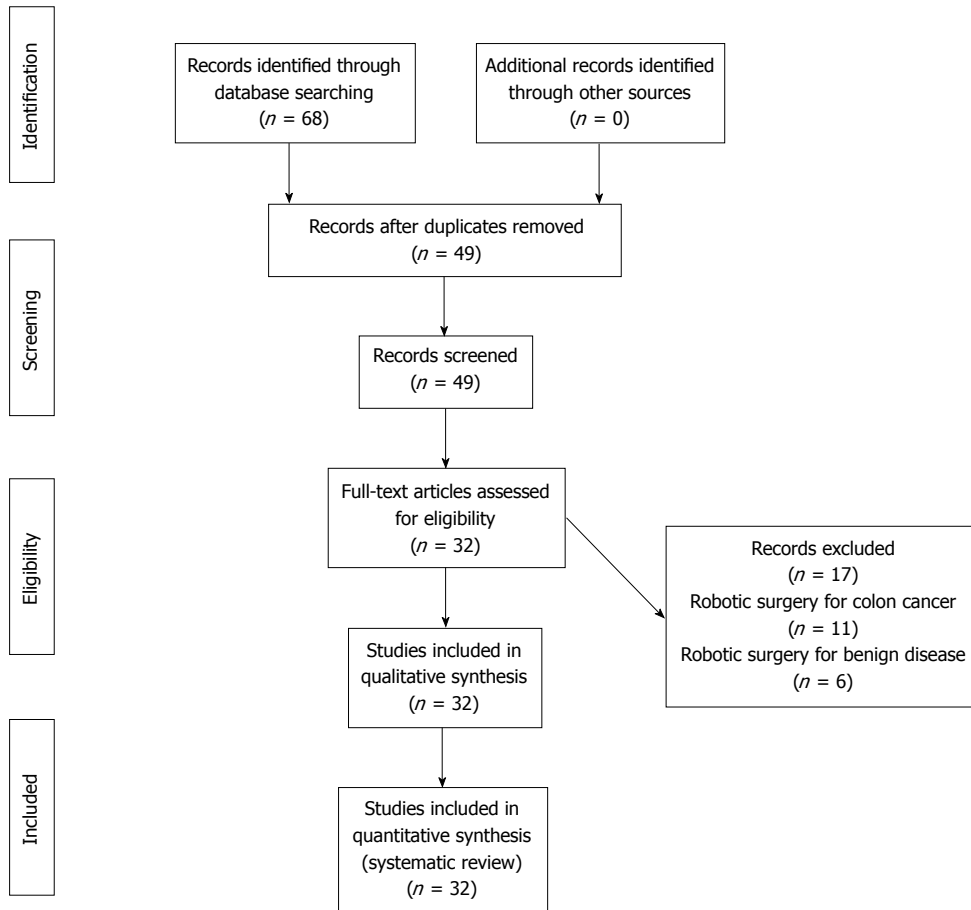 Identification
Records identified through
database searching
(n = 68)
Additional records identified
through other sources
(n = 0)
Records after duplicates removed
(n = 49)
Screening
Records screened
(n = 49)
Eligibility
Full-text articles assessed
for eligibility
(n = 32)
Records excluded
(n = 17)
Robotic surgery for colon cancer
(n = 11)
Robotic surgery for benign disease
(n = 6)
Studies included in
qualitative synthesis
(n = 32)
Included
Studies included in
quantitative synthesis
(systematic review)
(n = 32)